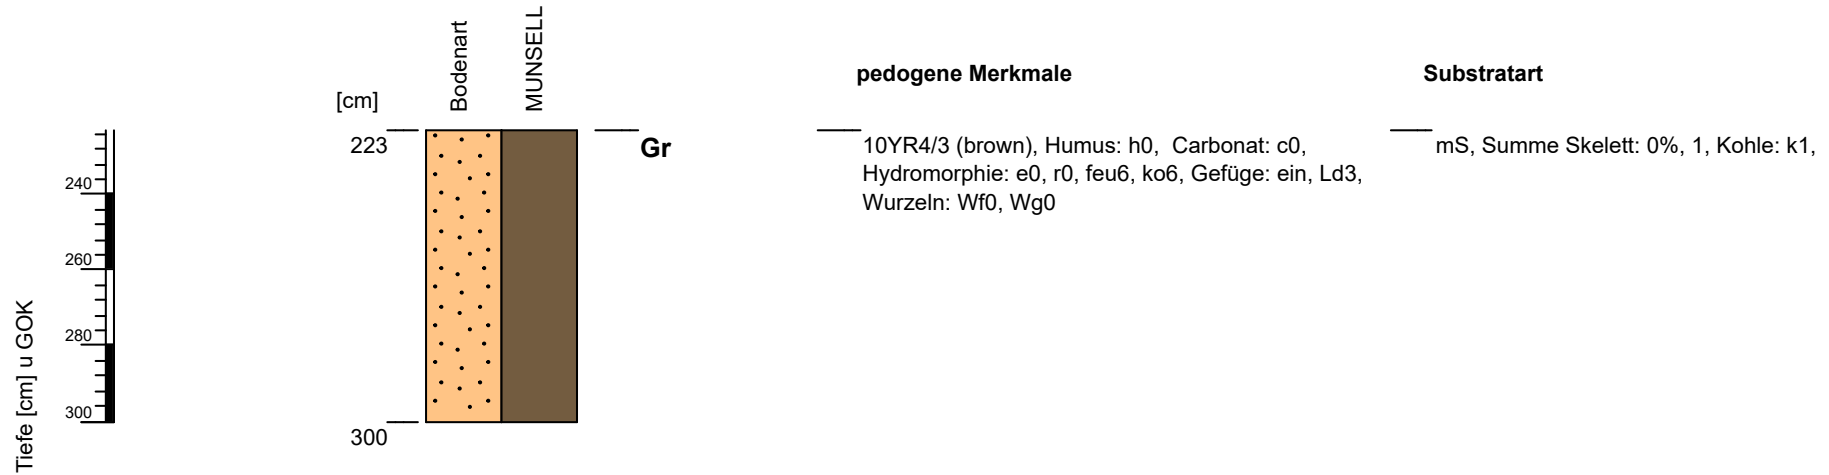 Bodenart
MUNSELL
pedogene Merkmale
Substratart
[cm]
223
Gr
10YR4/3 (brown), Humus: h0, Carbonat: c0,
Hydromorphie: e0, r0, feu6, ko6, Gefüge: ein, Ld3,
Wurzeln: Wf0, Wg0
mS, Summe Skelett: 0%, 1, Kohle: k1,
240
260
280
300
300
Tiefe [cm] u GOK